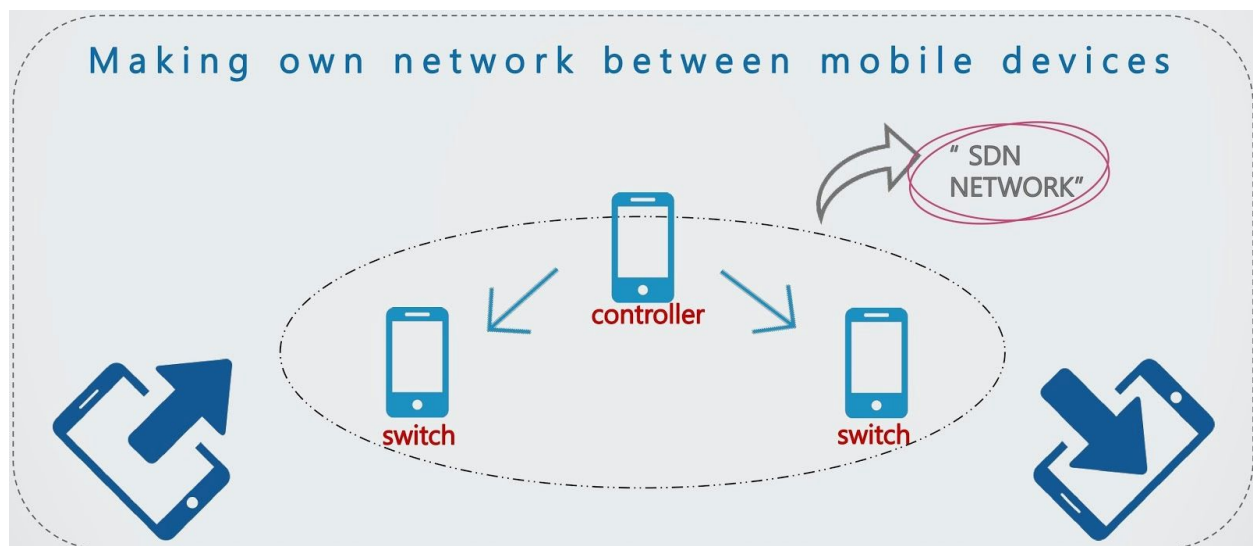 Making own network between mobile devices
" SDN
NETWORK"
controller
switch
switch